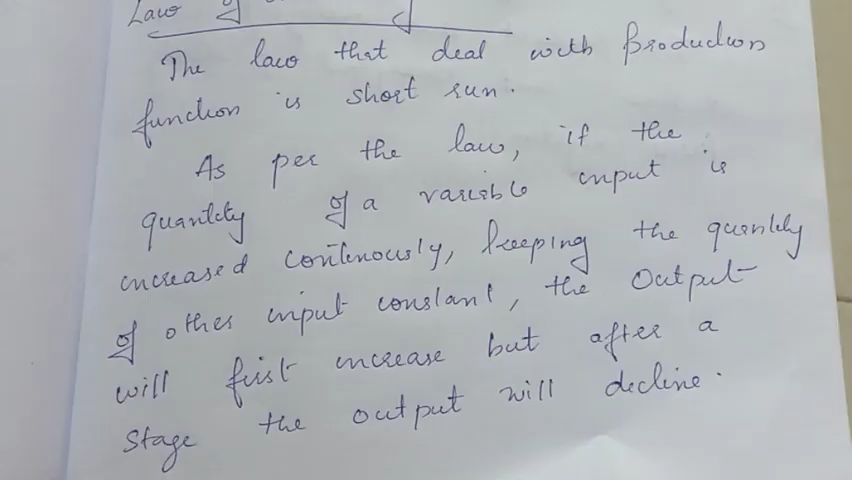 Law of
The law that deal with Production
function is short run.
As per the law, if the
quantity of a variable input is
increased continously, keeping the quantity
of other input constant, the output
will first increase but after a
stage the output will decline.